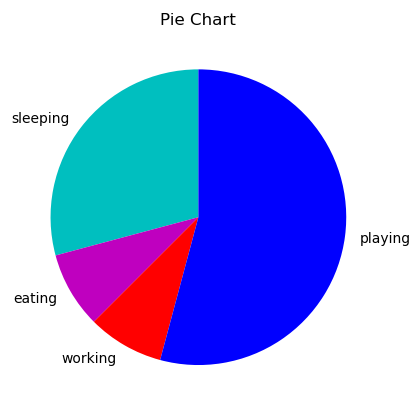 Pie Chart
sleeping
playing
eating
working